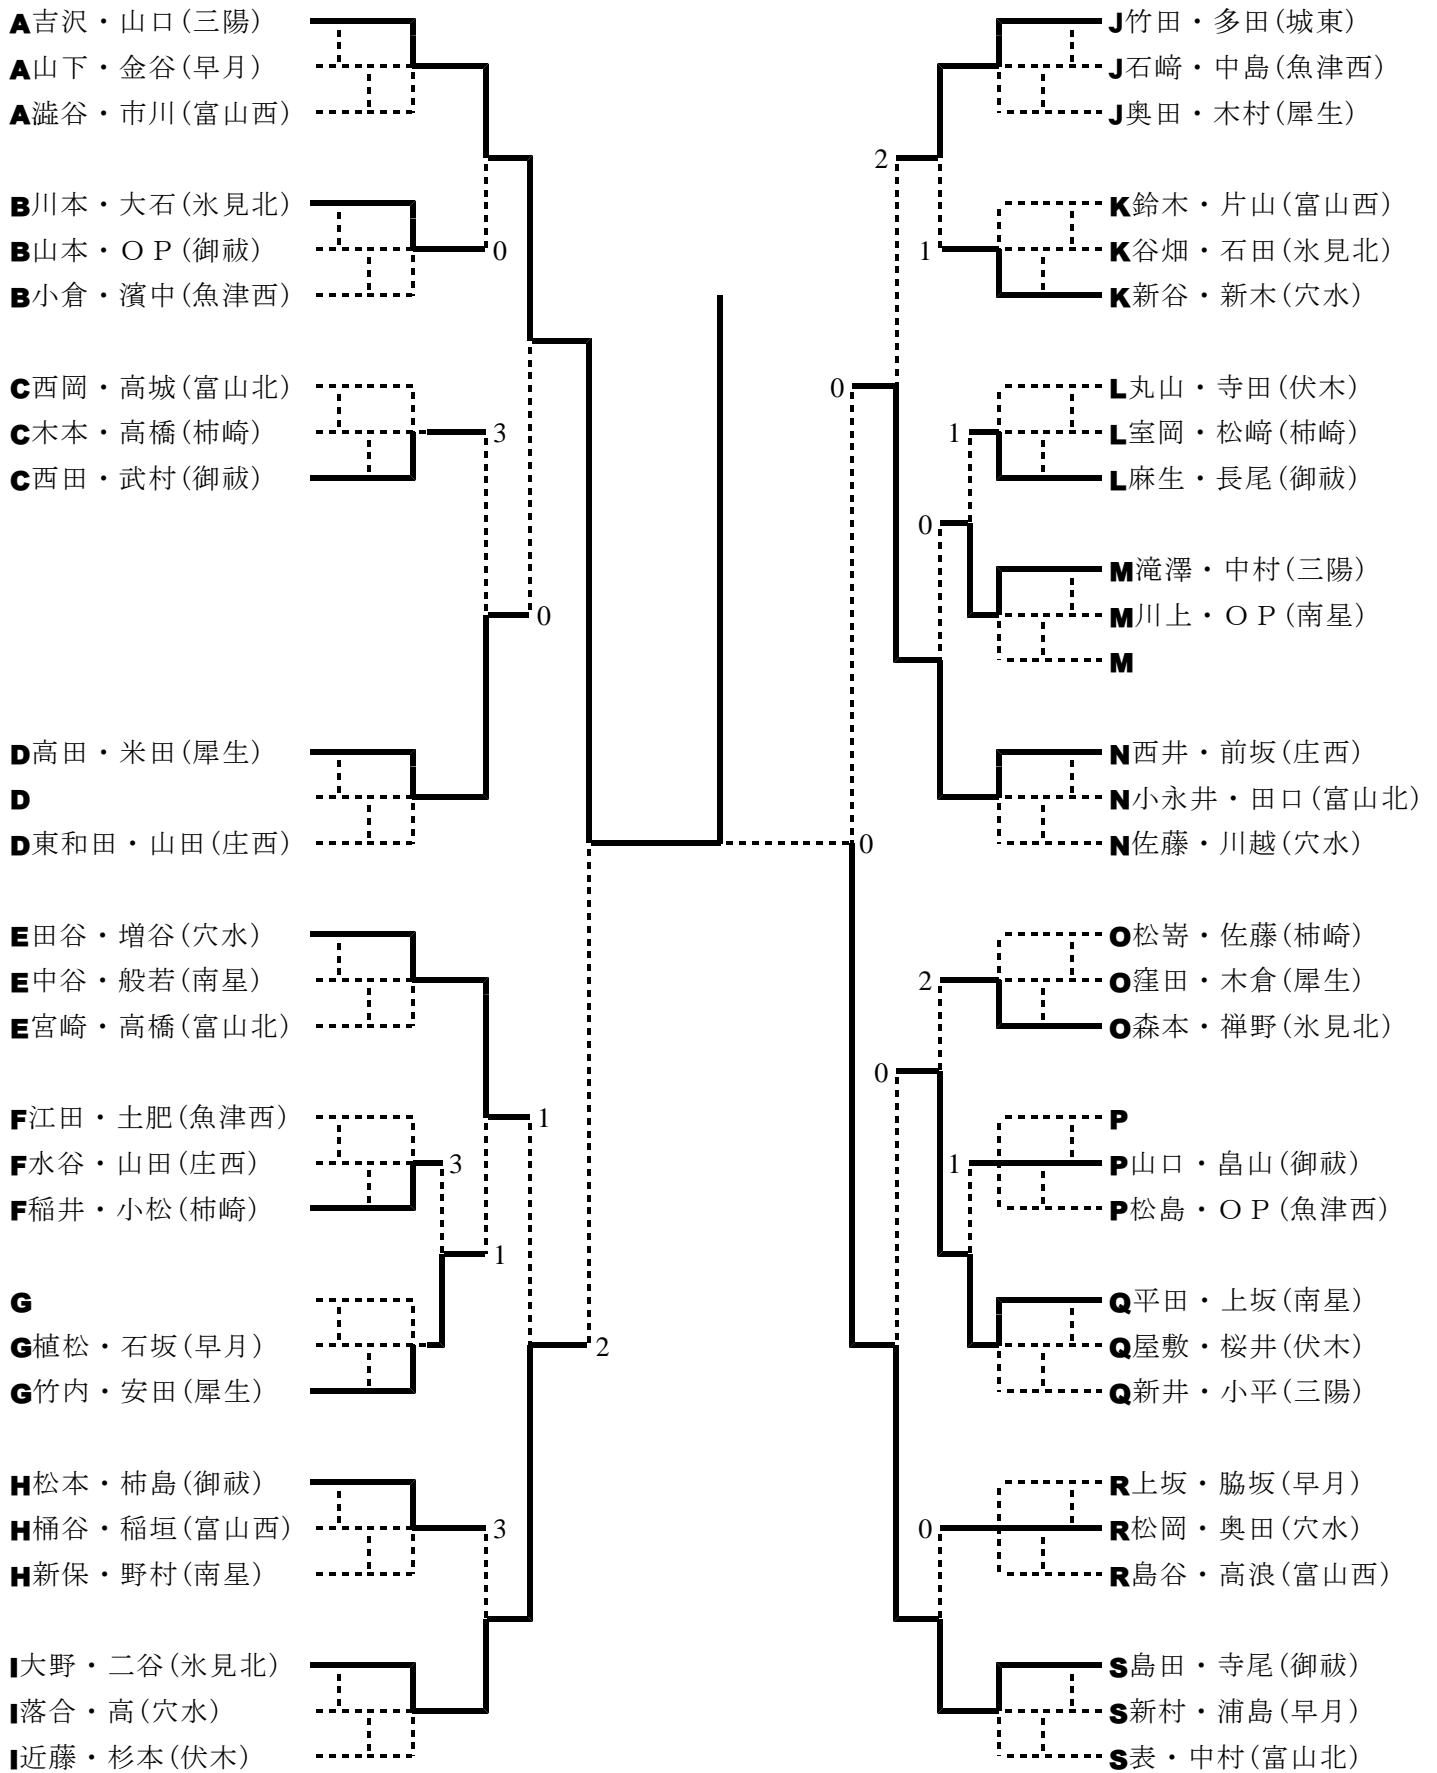 A吉沢・山口(三陽)
A山下・金谷(早月)
A澁谷・市川(富山西)
B川本・大石(氷見北)
B山本・ＯＰ(御祓)
0
B小倉・濱中(魚津西)
C西岡・高城(富山北)
C木本・高橋(柿崎)
3
C西田・武村(御祓)
0
D高田・米田(犀生)
D
D東和田・山田(庄西)
E田谷・増谷(穴水)
E中谷・般若(南星)
E宮崎・高橋(富山北)
F江田・土肥(魚津西)
1
F水谷・山田(庄西)
3
F稲井・小松(柿崎)
1
G
G植松・石坂(早月)
2
G竹内・安田(犀生)
H松本・柿島(御祓)
H桶谷・稲垣(富山西)
3
H新保・野村(南星)
I大野・二谷(氷見北)
I落合・高(穴水)
I近藤・杉本(伏木)
J竹田・多田(城東)
J石﨑・中島(魚津西)
J奥田・木村(犀生)
2
K鈴木・片山(富山西)
1
K谷畑・石田(氷見北)
K新谷・新木(穴水)
0
L丸山・寺田(伏木)
1
L室岡・松﨑(柿崎)
L麻生・長尾(御祓)
0
M滝澤・中村(三陽)
M川上・ＯＰ(南星)
M
N西井・前坂(庄西)
N小永井・田口(富山北)
0
N佐藤・川越(穴水)
O松嵜・佐藤(柿崎)
2
O窪田・木倉(犀生)
O森本・禅野(氷見北)
0
P
1
P山口・畠山(御祓)
P松島・ＯＰ(魚津西)
Q平田・上坂(南星)
Q屋敷・桜井(伏木)
Q新井・小平(三陽)
R上坂・脇坂(早月)
0
R松岡・奥田(穴水)
R島谷・高浪(富山西)
S島田・寺尾(御祓)
S新村・浦島(早月)
S表・中村(富山北)